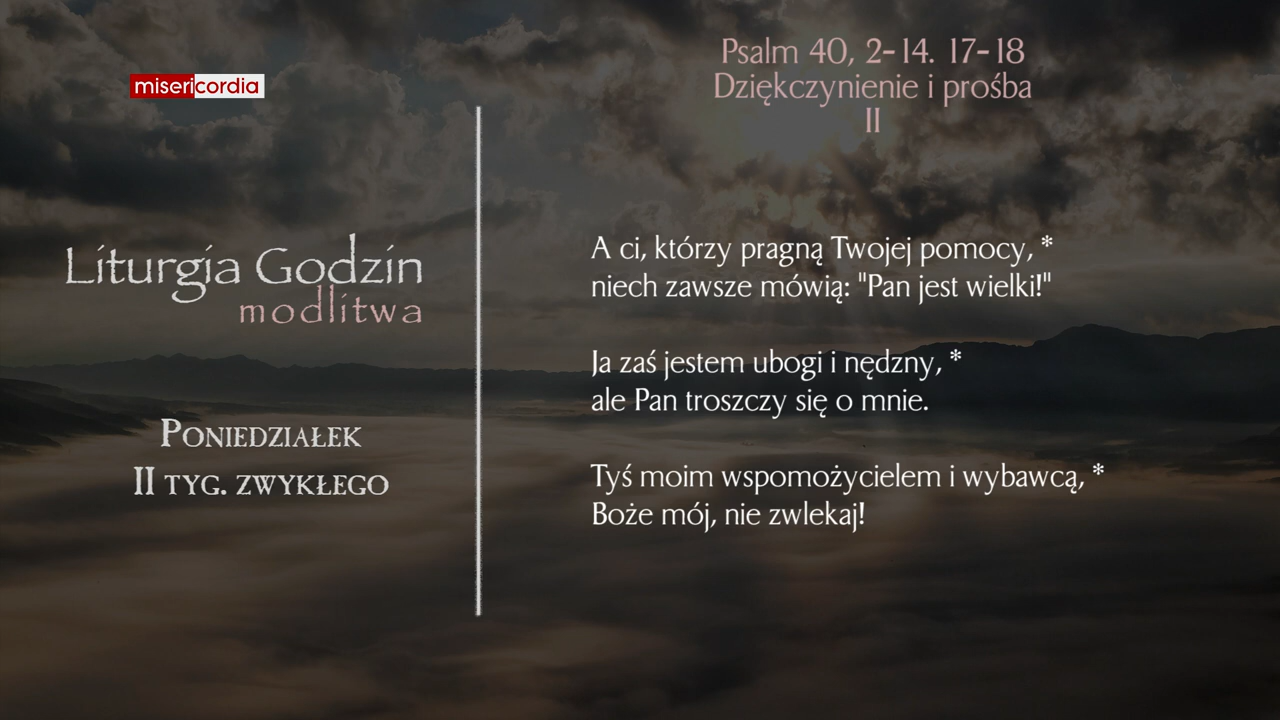 misericordia
Liturgia Godzin
modlitwa
Poniedziałek
II tyg. zwykłego
Psalm 40, 2-14. 17-18
Dziękczynienie i prośba
II
A ci, którzy pragną Twojej pomocy, *
niech zawsze mówią: "Pan jest wielki!"
Ja zaś jestem ubogi i nędzny, *
ale Pan troszczy się o mnie.
Tyś moim wspomożycielem i wybawcą, *
Boże mój, nie zwlekaj!